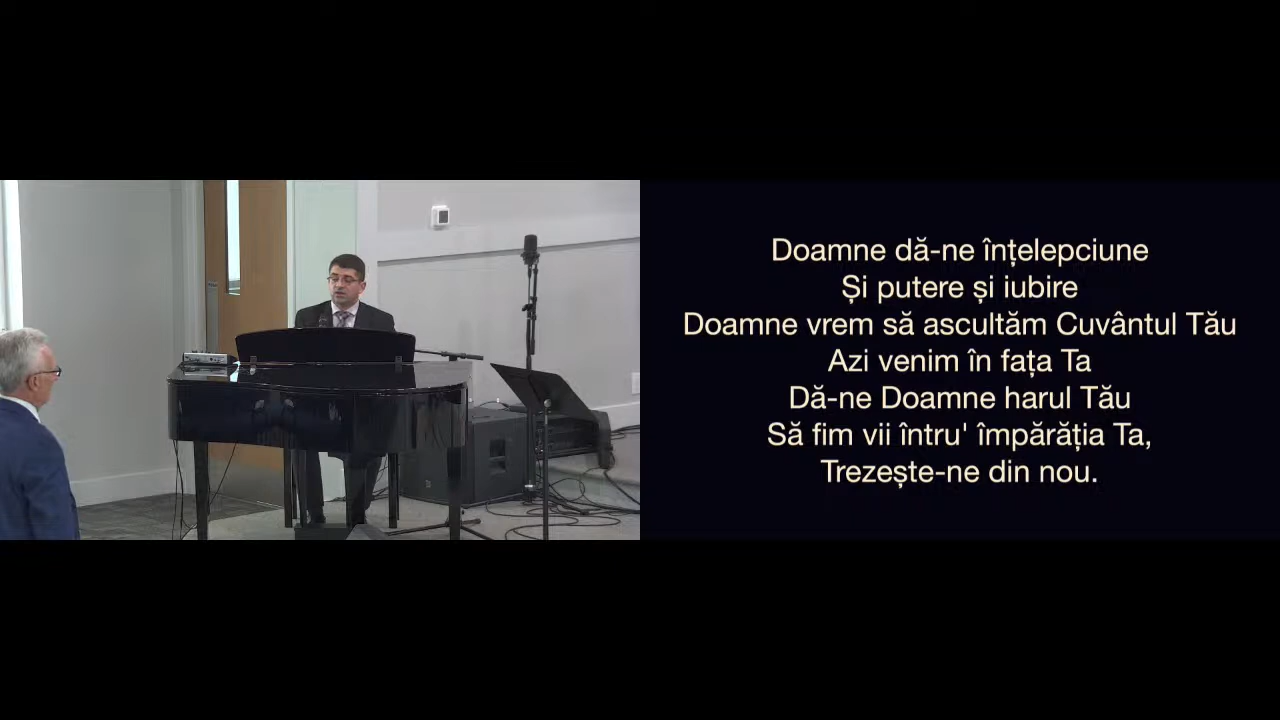 Doamne dă-ne înțelepciune
Și putere și iubire
Doamne vrem să ascultăm Cuvântul Tău
Azi venim în fața Ta
Dă-ne Doamne harul Tău
Să fim vii întru' împărăția Ta,
Trezește-ne din nou.